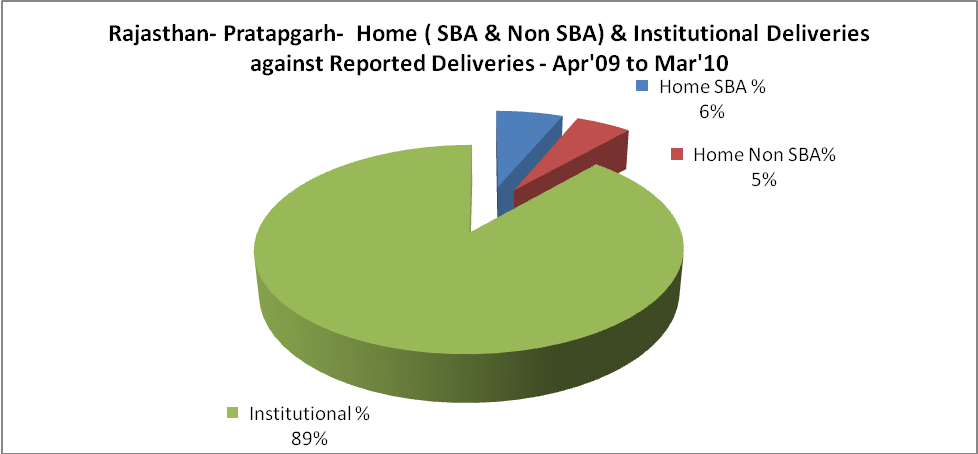 Rajasthan- Pratapgarh-  Home ( SBA & Non SBA) & Institutional Deliveries
against Reported Deliveries - Apr'09 to Mar'10
Home SBA %
6%
Home Non SBA%
5%
Institutional %
89%